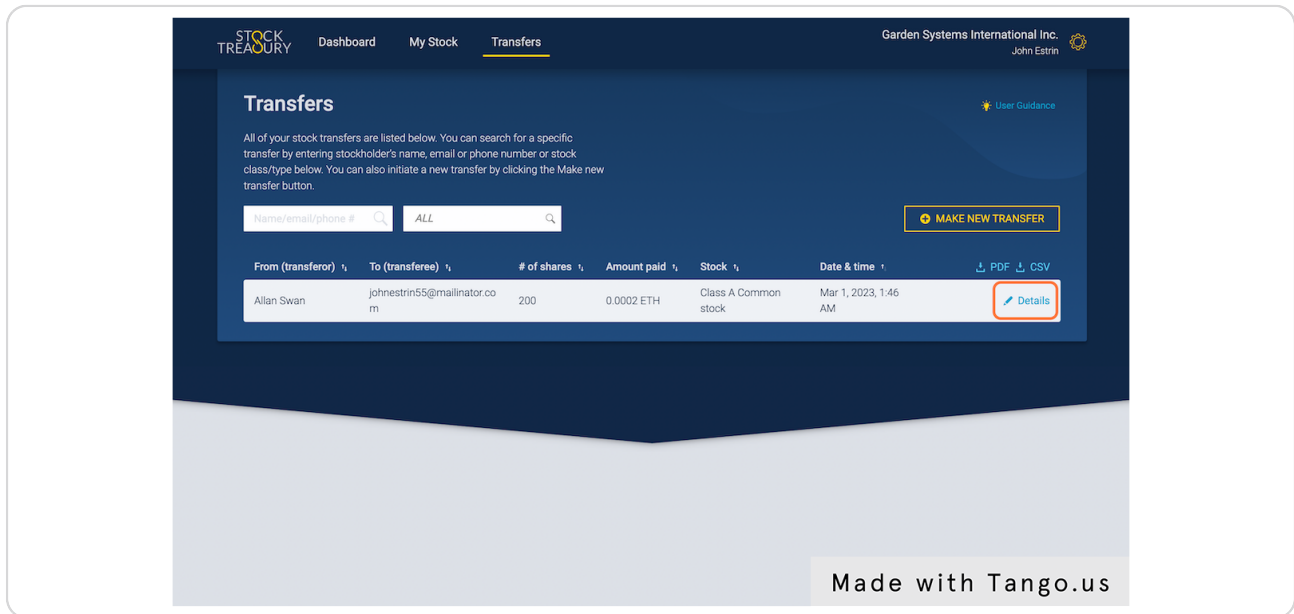 STOCK
TREASURY
Dashboard
My Stock
Transfers
Garden Systems International Inc.
John Estrin
Transfers
User Guidance
All of your stock transfers are listed below. You can search for a specific
transfer by entering stockholder's name, email or phone number or stock
class/type below. You can also initiate a new transfer by clicking the Make new
transfer button.
Name/email/phone #
ALL
MAKE NEW TRANSFER
From (transferor)
To (transferee)
# of shares
Amount paid
Stock
Date & time
PDF
CSV
Allan Swan
johnestrin55@mailinator.co
m
200
0.0002 ETH
Class A Common
stock
Mar 1, 2023, 1:46
AM
Details
Made with Tango.us